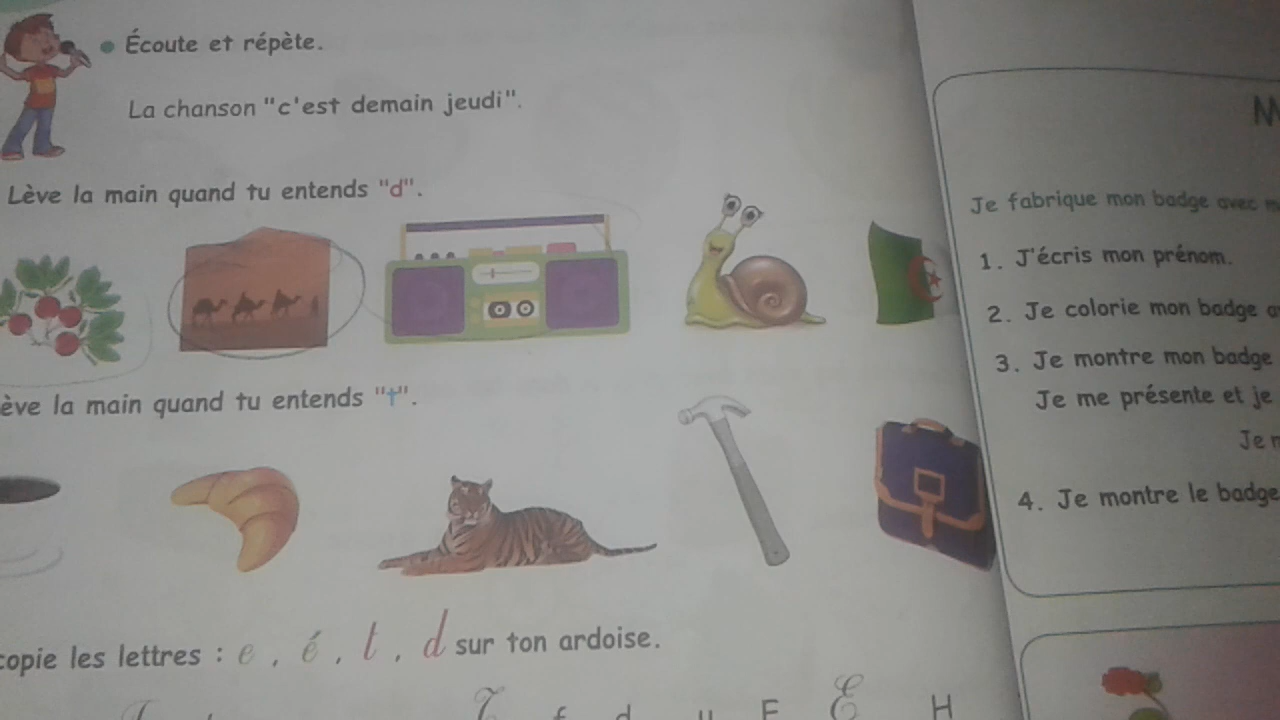 Écoute et répète.
La chanson "c'est demain jeudi".
Lève la main quand tu entends "d".
ève la main quand tu entends "t".
copie les lettres : e , é , t , d sur ton ardoise.
f d u F E H
Je fabrique mon badge avec
1. J'écris mon prénom.
2. Je colorie mon badge
3. Je montre mon badge
Je me présente et je
Je
4. Je montre le badge